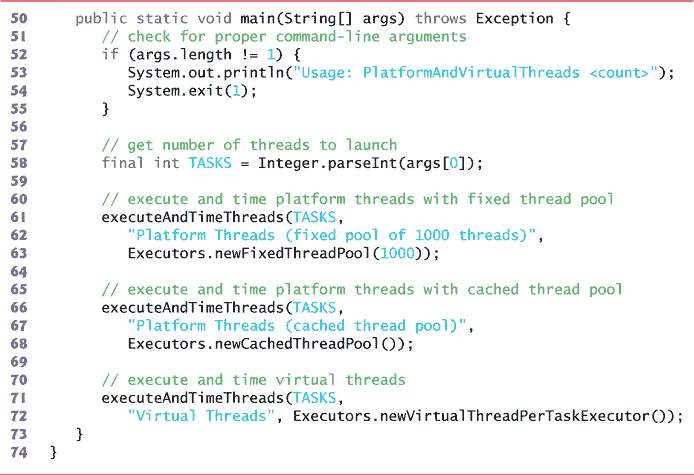 50 public static void main(String[] args) throws Exception {
51 // check for proper command-line arguments
52 if (args.length != 1) {
53 System.out.println("Usage: PlatformAndVirtualThreads <count>");
54 System.exit(1);
55 }
56
57 // get number of threads to launch
58 final int TASKS = Integer.parseInt(args[0]);
59
60 // execute and time platform threads with fixed thread pool
61 executeAndTimeThreads(TASKS,
62 "Platform Threads (fixed pool of 1000 threads)",
63 Executors.newFixedThreadPool(1000));
64
65 // execute and time platform threads with cached thread pool
66 executeAndTimeThreads(TASKS,
67 "Platform Threads (cached thread pool)",
68 Executors.newCachedThreadPool());
69
70 // execute and time virtual threads
71 executeAndTimeThreads(TASKS,
72 "Virtual Threads", Executors.newVirtualThreadPerTaskExecutor());
73 }
74 }